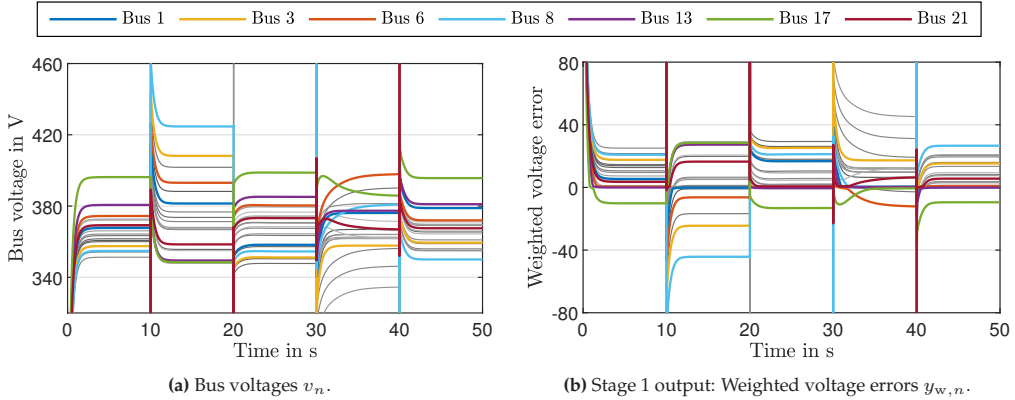 Bus 1 Bus 3 Bus 6 Bus 8 Bus 13 Bus 17 Bus 21
Bus voltage in V
460
420
380
340
0 10 20 30 40 50
Time in s
(a) Bus voltages vn.
Weighted voltage error
80
40
0
-40
-80
0 10 20 30 40 50
Time in s
(b) Stage 1 output: Weighted voltage errors yw,n.